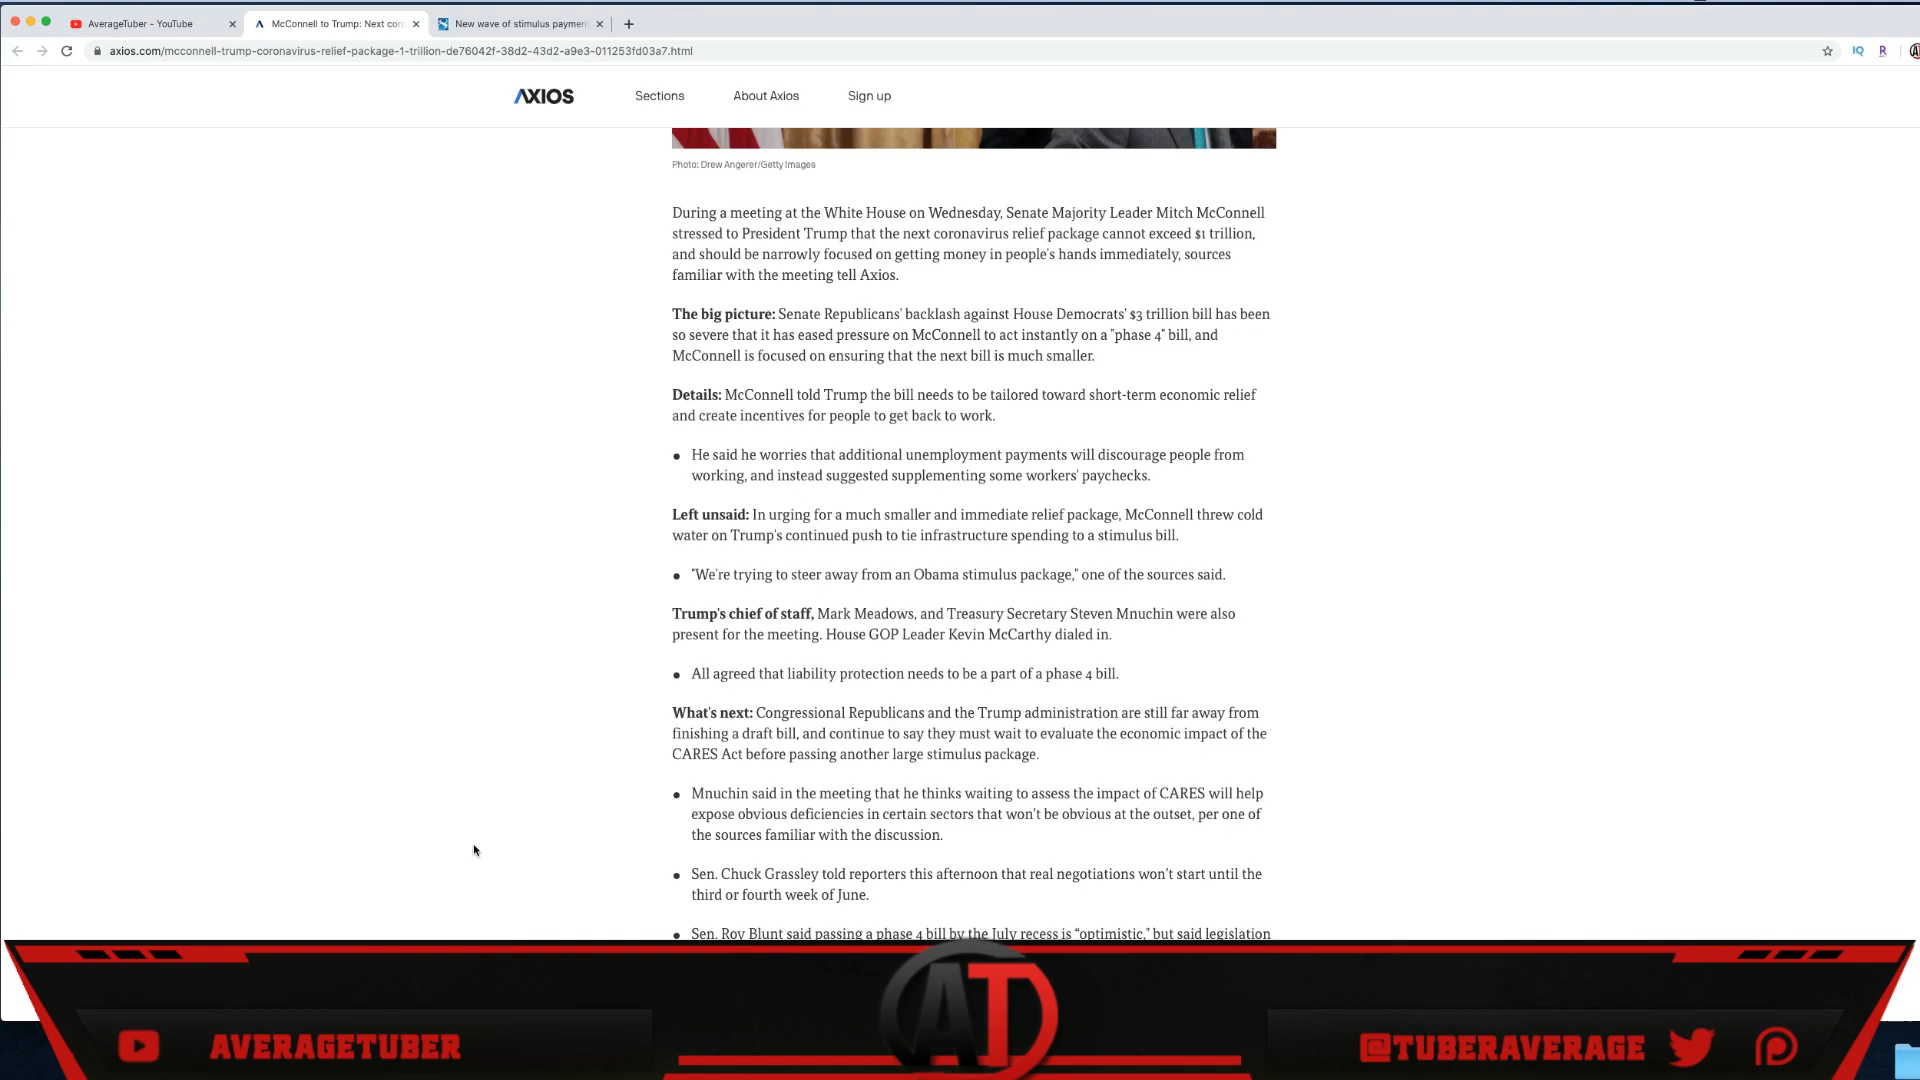 AverageTuber - YouTube
McConnell to Trump: Next cor
New wave of stimulus paymen
axios.com/mcconnell-trump-coronavirus-relief-package-1-trillion-de76042f-38d2-43d2-a9e3-011253fd03a7.html
IQ
R
AXIOS
Sections
About Axios
Sign up
Photo: Drew Angerer/Getty Images
During a meeting at the White House on Wednesday, Senate Majority Leader Mitch McConnell
stressed to President Trump that the next coronavirus relief package cannot exceed $1 trillion,
and should be narrowly focused on getting money in people's hands immediately, sources
familiar with the meeting tell Axios.
The big picture: Senate Republicans' backlash against House Democrats' $3 trillion bill has been
so severe that it has eased pressure on McConnell to act instantly on a "phase 4" bill, and
McConnell is focused on ensuring that the next bill is much smaller.
Details: McConnell told Trump the bill needs to be tailored toward short-term economic relief
and create incentives for people to get back to work.
● He said he worries that additional unemployment payments will discourage people from
working, and instead suggested supplementing some workers' paychecks.
Left unsaid: In urging for a much smaller and immediate relief package, McConnell threw cold
water on Trump's continued push to tie infrastructure spending to a stimulus bill.
● "We're trying to steer away from an Obama stimulus package," one of the sources said.
Trump's chief of staff, Mark Meadows, and Treasury Secretary Steven Mnuchin were also
present for the meeting. House GOP Leader Kevin McCarthy dialed in.
● All agreed that liability protection needs to be a part of a phase 4 bill.
What's next: Congressional Republicans and the Trump administration are still far away from
finishing a draft bill, and continue to say they must wait to evaluate the economic impact of the
CARES Act before passing another large stimulus package.
● Mnuchin said in the meeting that he thinks waiting to assess the impact of CARES will help
expose obvious deficiencies in certain sectors that won't be obvious at the outset, per one of
the sources familiar with the discussion.
● Sen. Chuck Grassley told reporters this afternoon that real negotiations won't start until the
third or fourth week of June.
● Sen. Roy Blunt said passing a phase 4 bill by the July recess is “optimistic,” but said legislation
AT
AVERAGETUBER
@TUBERAVERAGE